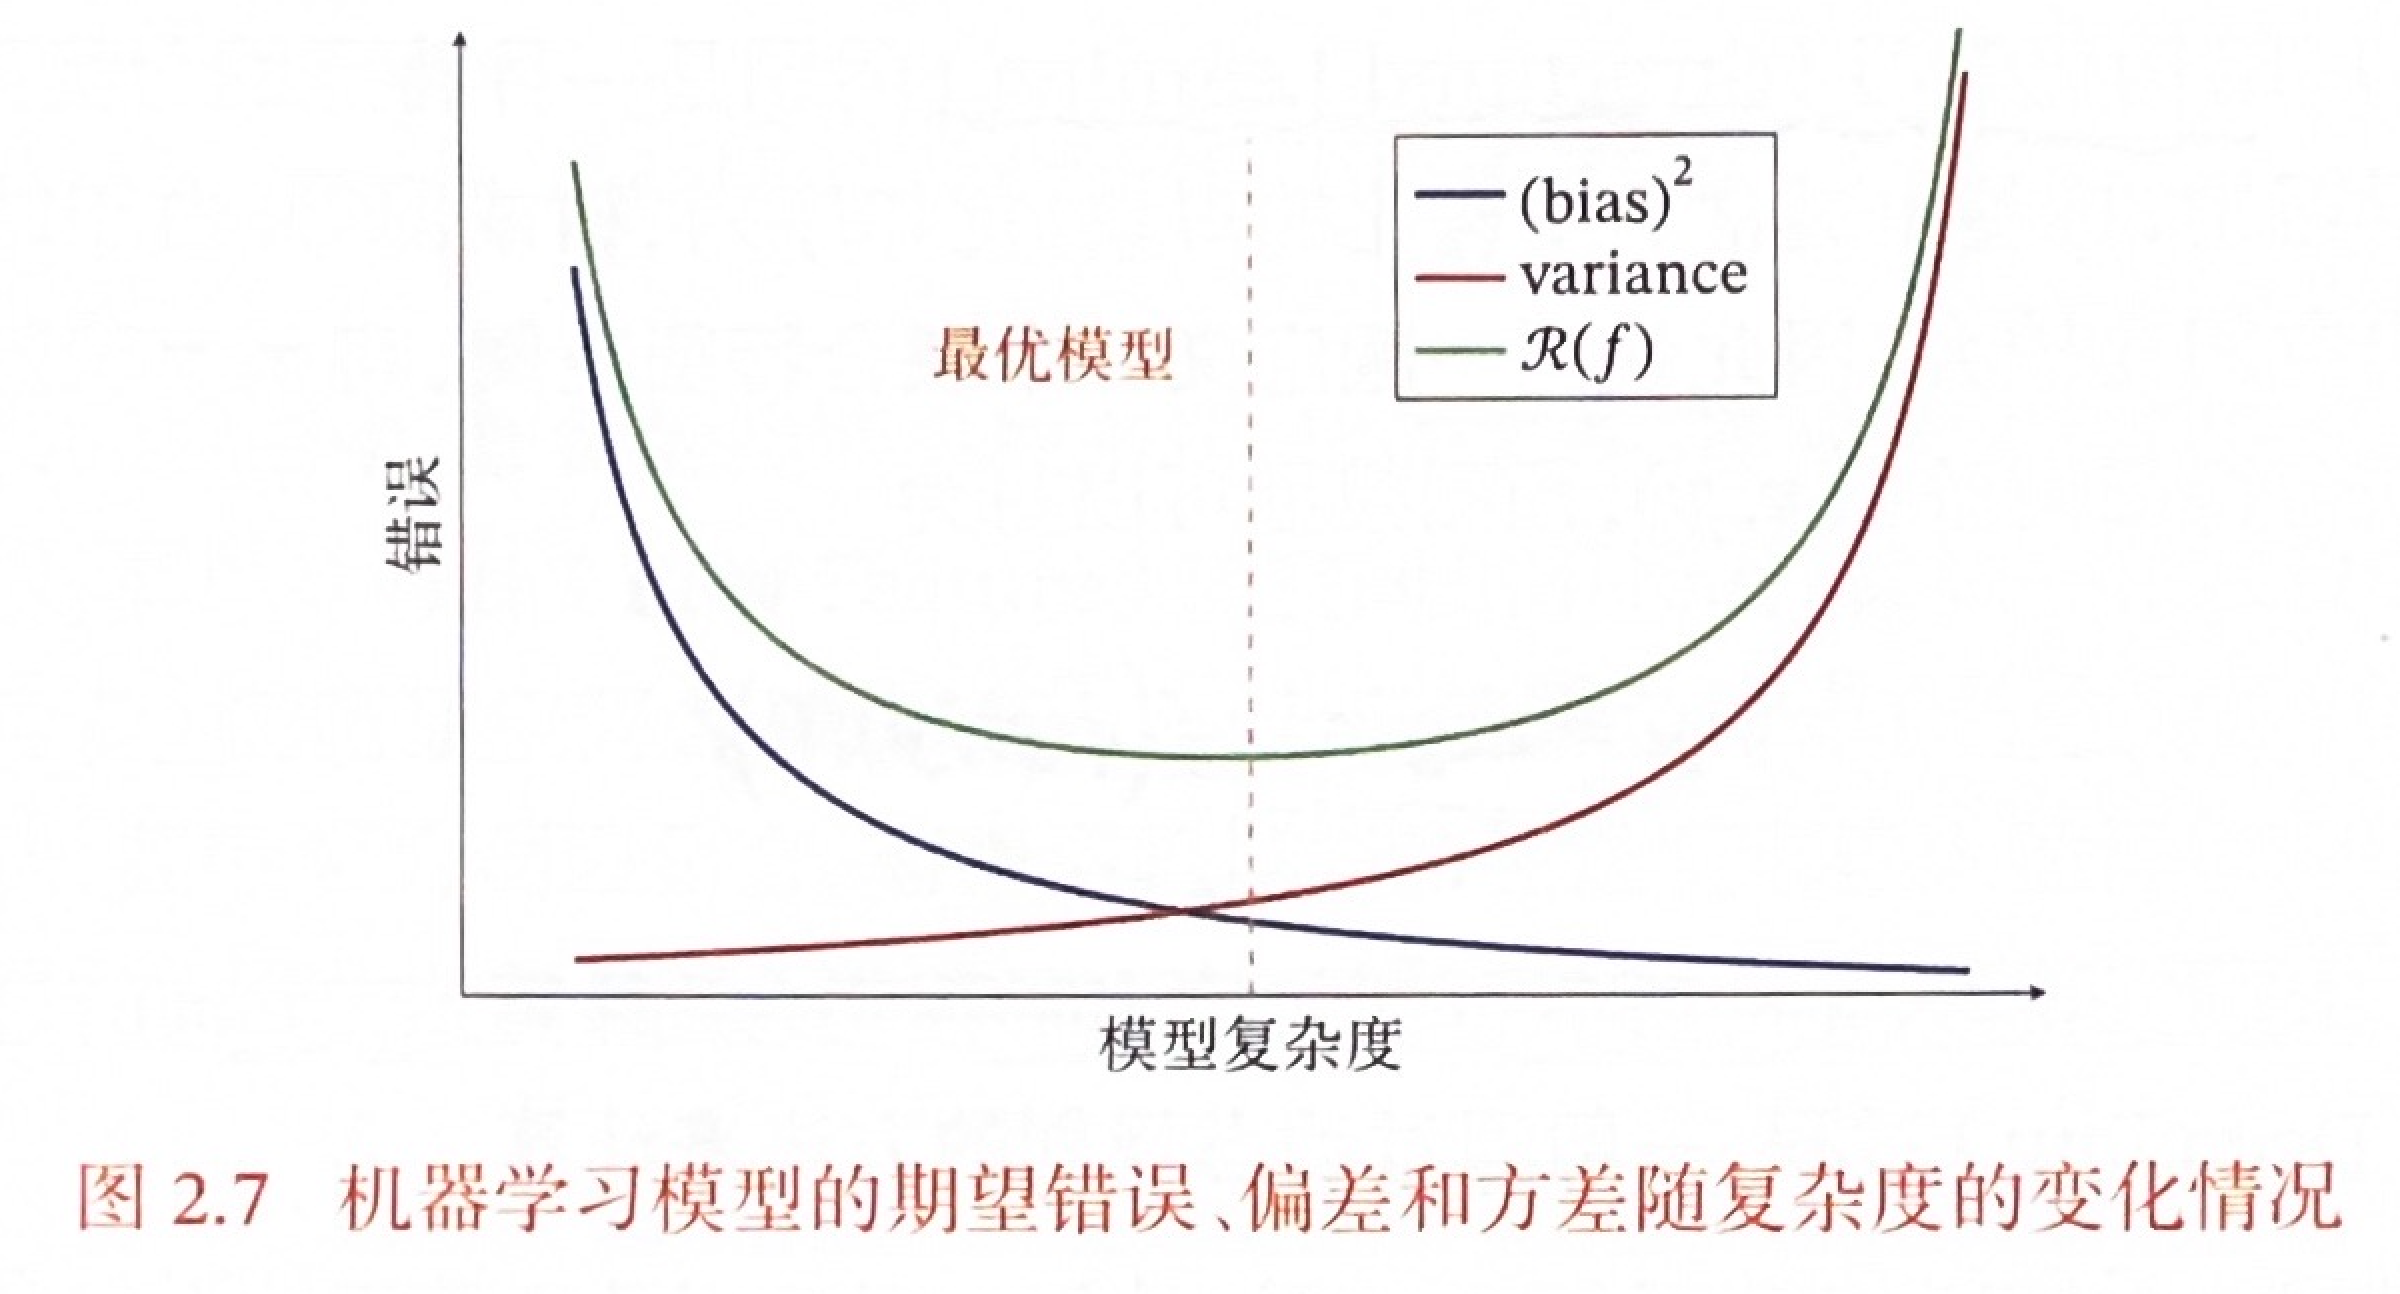 (bias)²
variance
ℛ(f)
最优模型
错误
模型复杂度
图 2.7 机器学习模型的期望错误、偏差和方差随复杂度的变化情况